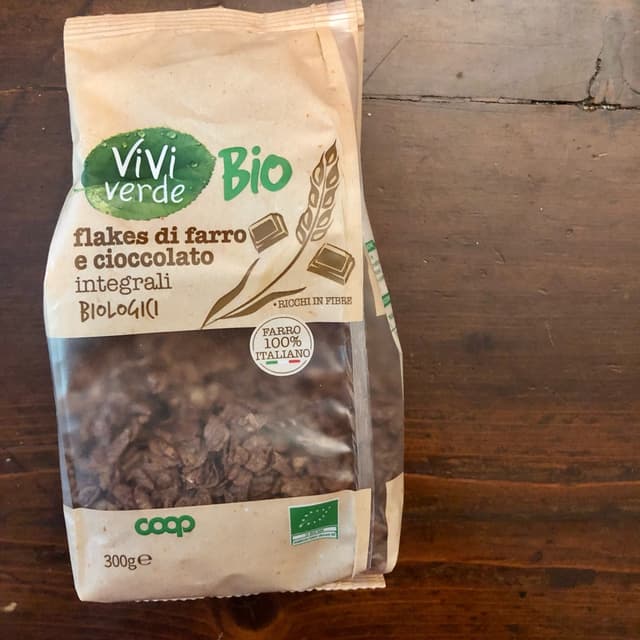 ViVi
verde
Bio
flakes di farro
e cioccolato
integrali
BIOLOGICI
•RICCHI IN FIBRE
FARRO
100%
ITALIANO
coop
300g℮